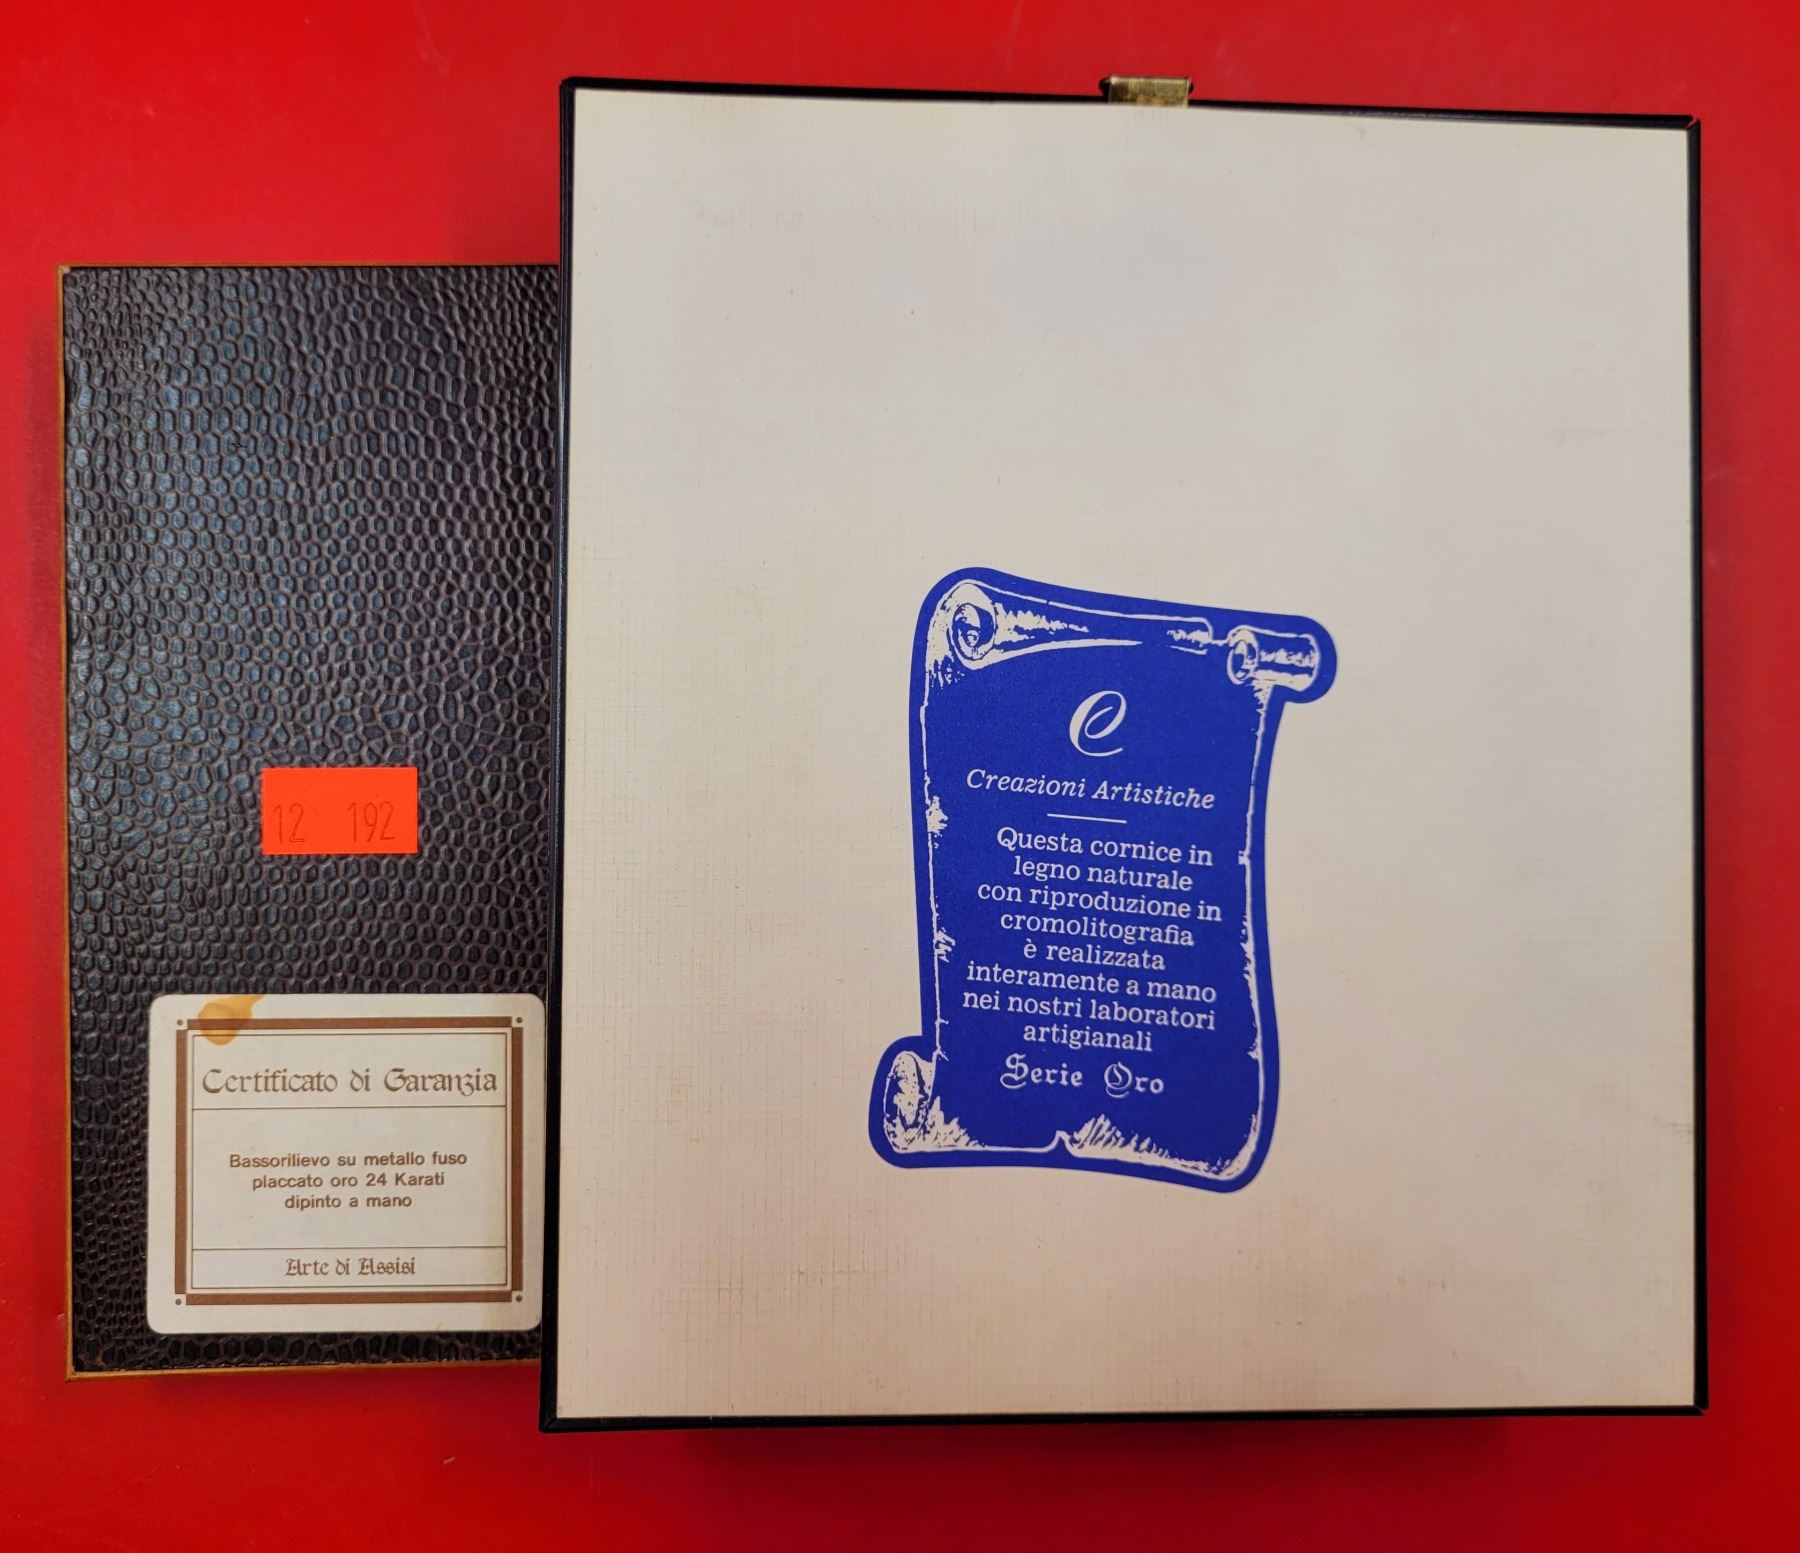 12 192
Certificato di Garanzia
Bassorilievo su metallo fuso
placcato oro 24 Karati
dipinto a mano
Arte di Assisi
C
Creazioni Artistiche
Questa cornice in
legno naturale
con riproduzione in
cromolitografia
è realizzata
interamente a mano
nei nostri laboratori
artigianali
Serie Oro